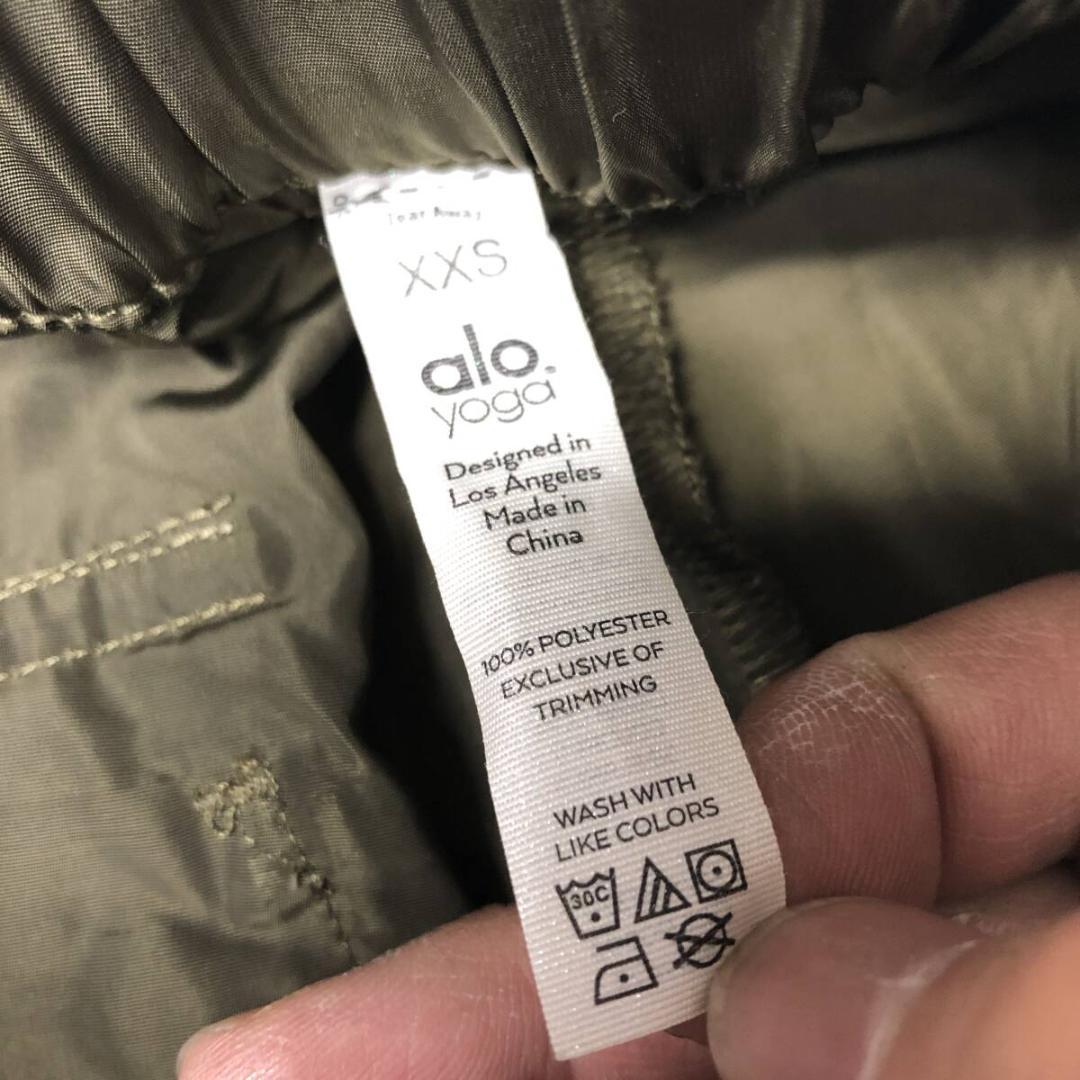 Tear Away
XXS
alo.
yoga
Designed in
Los Angeles
Made in
China
100% POLYESTER
EXCLUSIVE OF
TRIMMING
WASH WITH
LIKE COLORS
30C